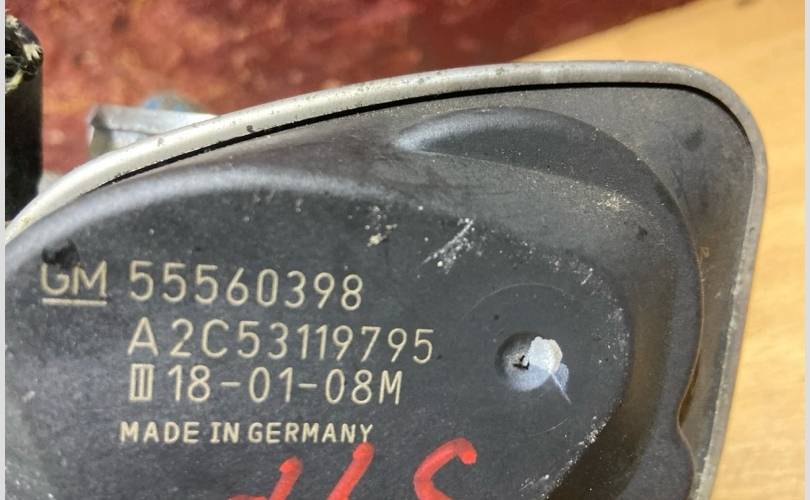 GM 55560398
A2C53119795
III 18-01-08M
MADE IN GERMANY